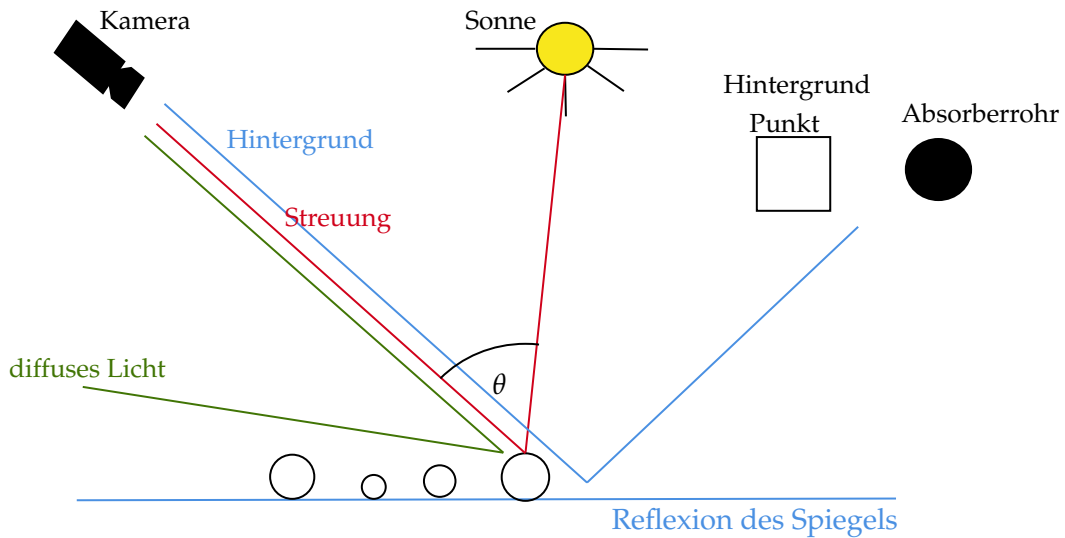 Kamera
Sonne
Hintergrund
Punkt
Absorberrohr
Hintergrund
Streuung
diffuses Licht
θ
Reflexion des Spiegels